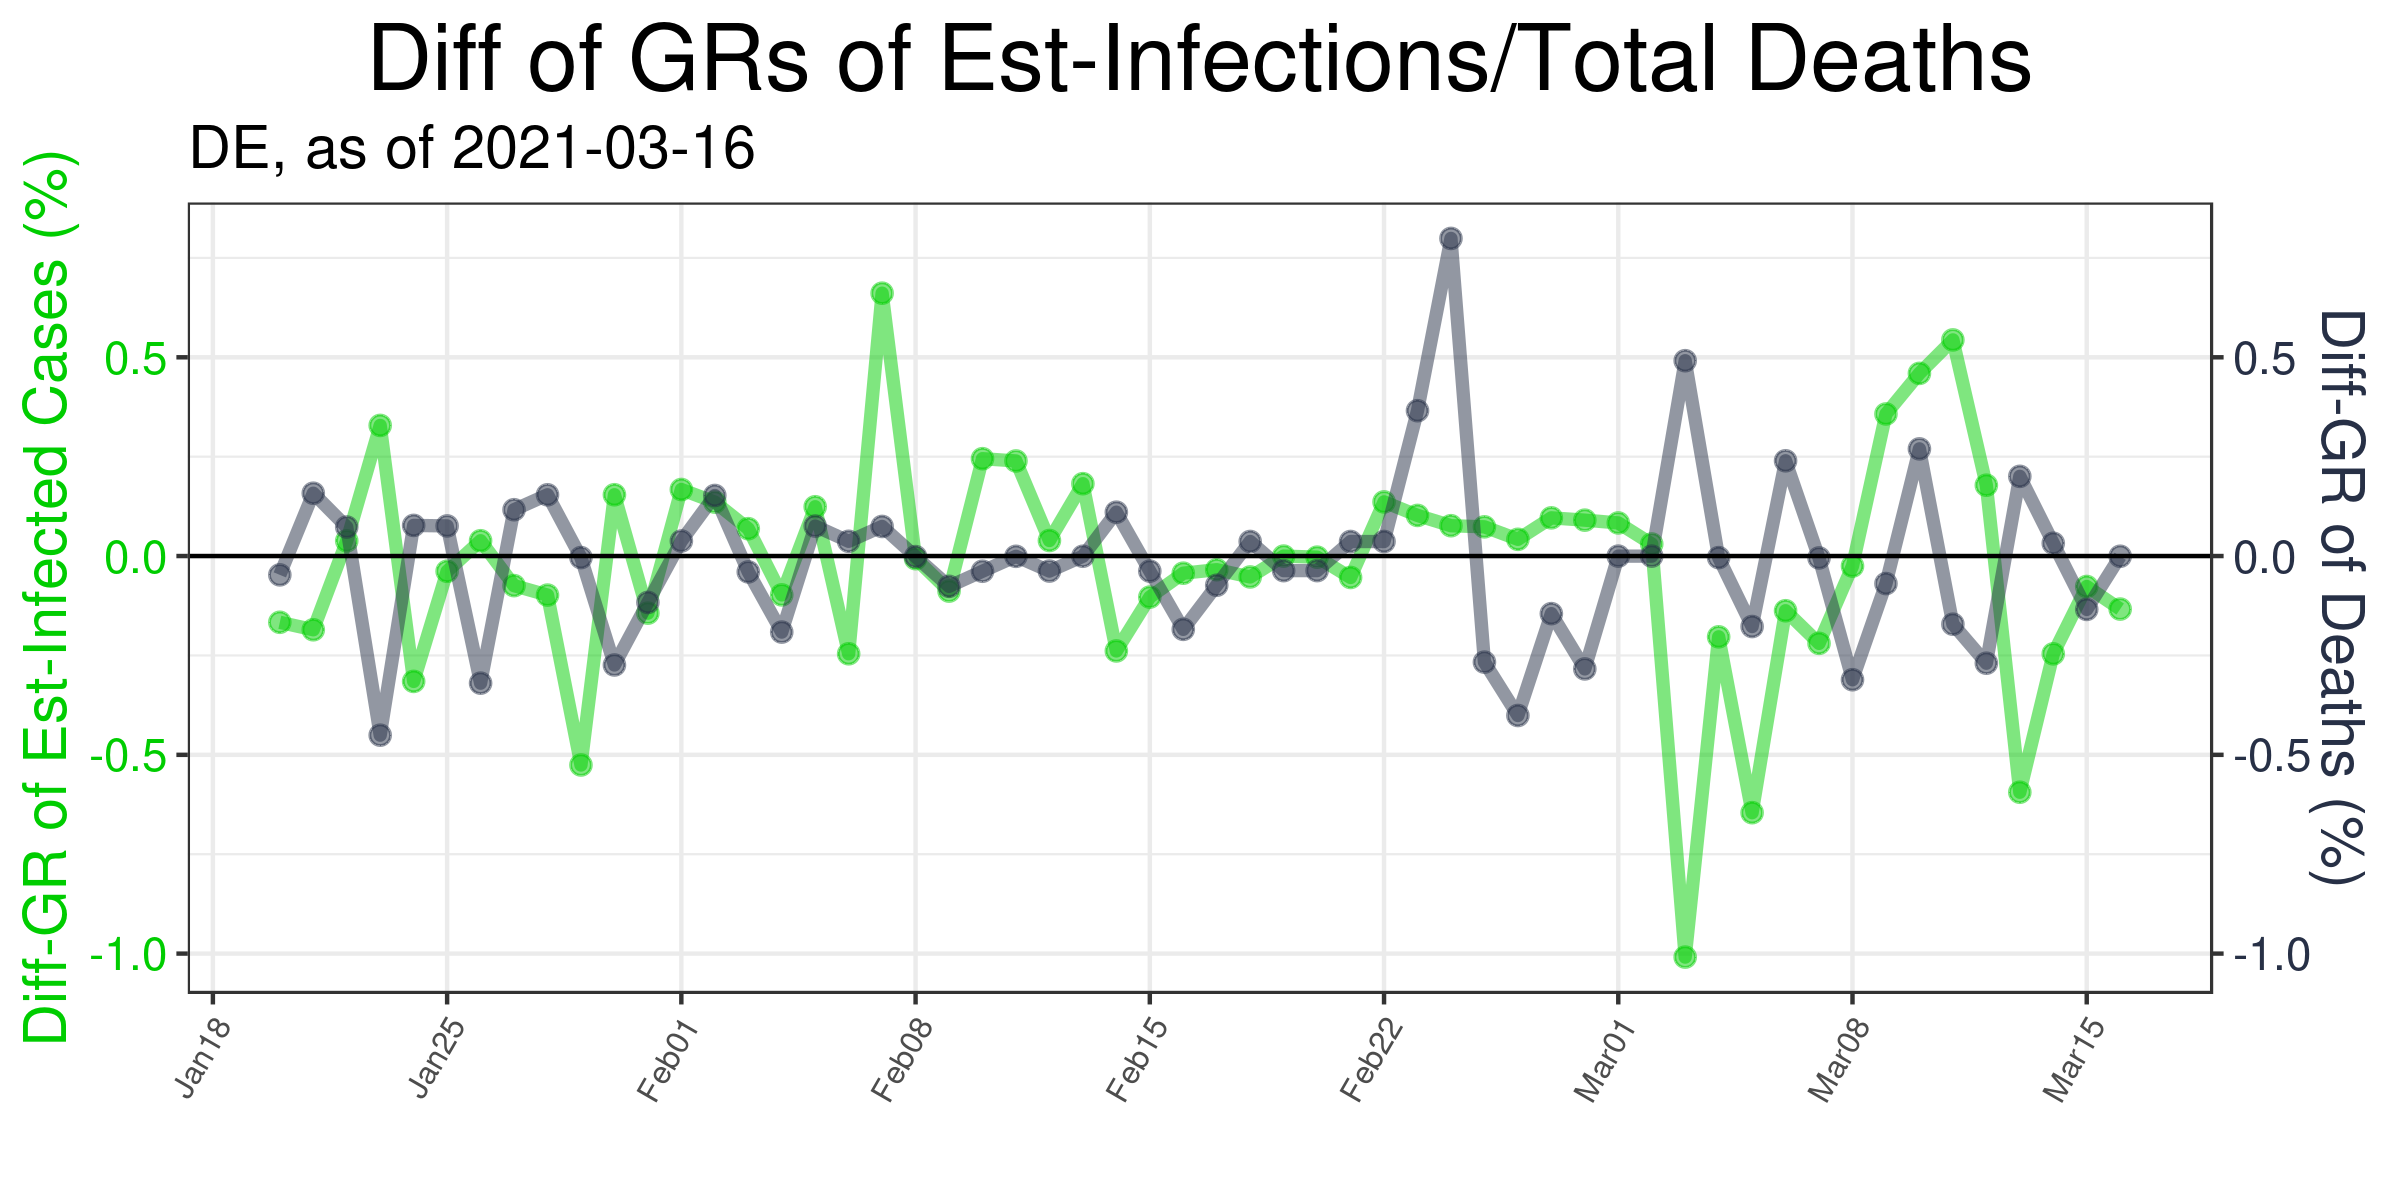 Diff of GRs of Est-Infections/Total Deaths
DE, as of 2021-03-16
Diff-GR of Est-Infected Cases (%)
0.5
0.0
-0.5
-1.0
0.5
0.0
-0.5
-1.0
Diff-GR of Deaths (%)
Jan18
Jan25
Feb01
Feb08
Feb15
Feb22
Mar01
Mar08
Mar15